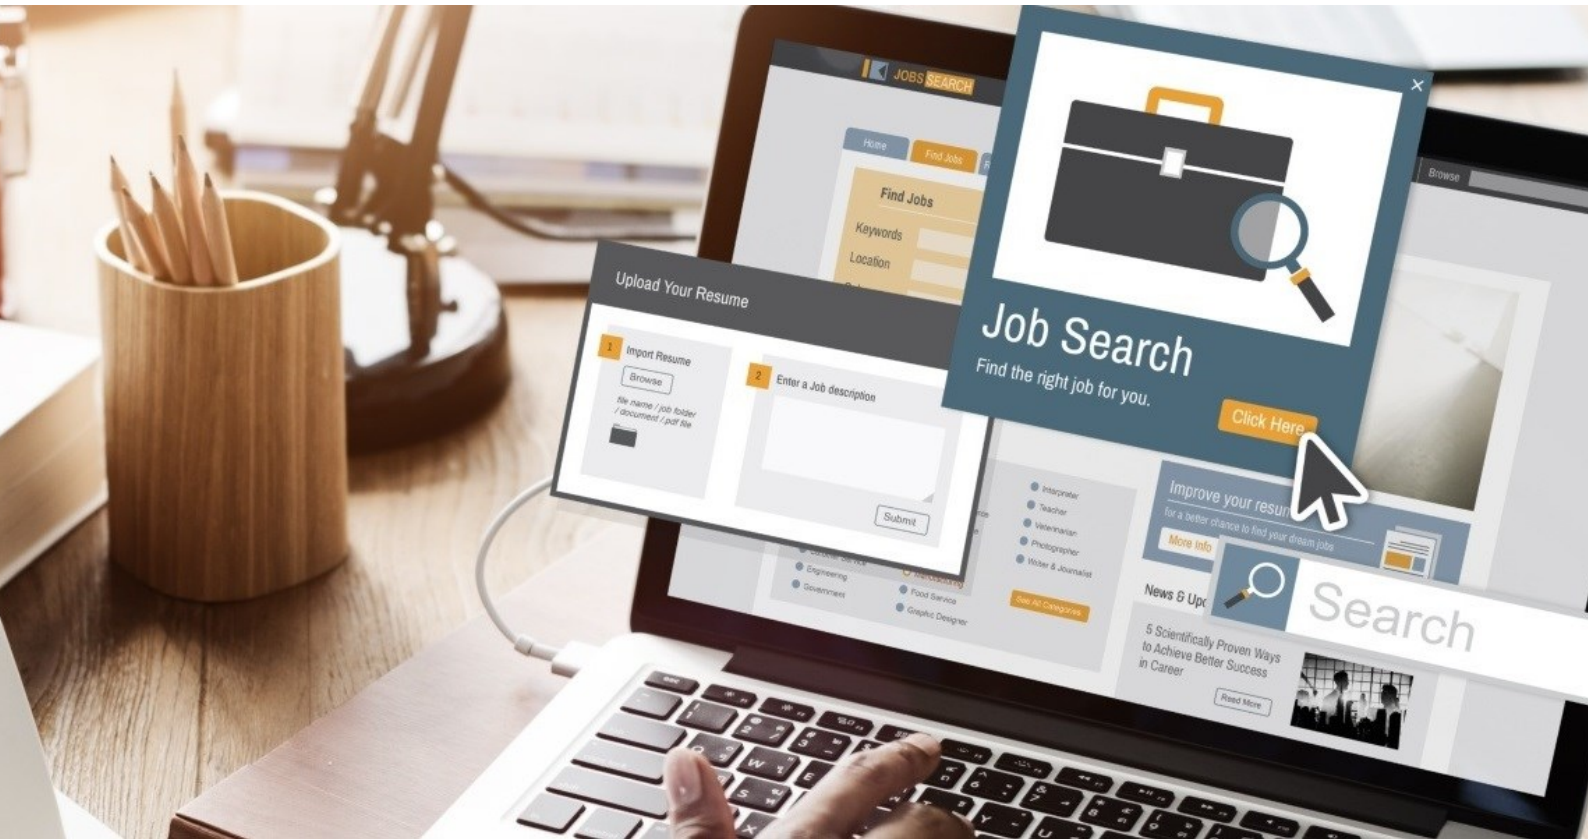 JOBS SEARCH
Home
Find Jobs
Find Jobs
Keywords
Location
Browse
Upload Your Resume
1
Import Resume
Browse
file name / job folder
/ document / .pdf file
2
Enter a Job description
Submit
Job Search
Find the right job for you.
Click Here
Interpreter
Teacher
Veterinarian
Photographer
Writer & Journalist
See All Categories
Engineering
Government
Food Service
Graphic Designer
Improve your
for a better chance to find your dream jobs
More Info
Search
News &
5 Scientifically Proven Ways
to Achieve Better Success
in Career
Read More